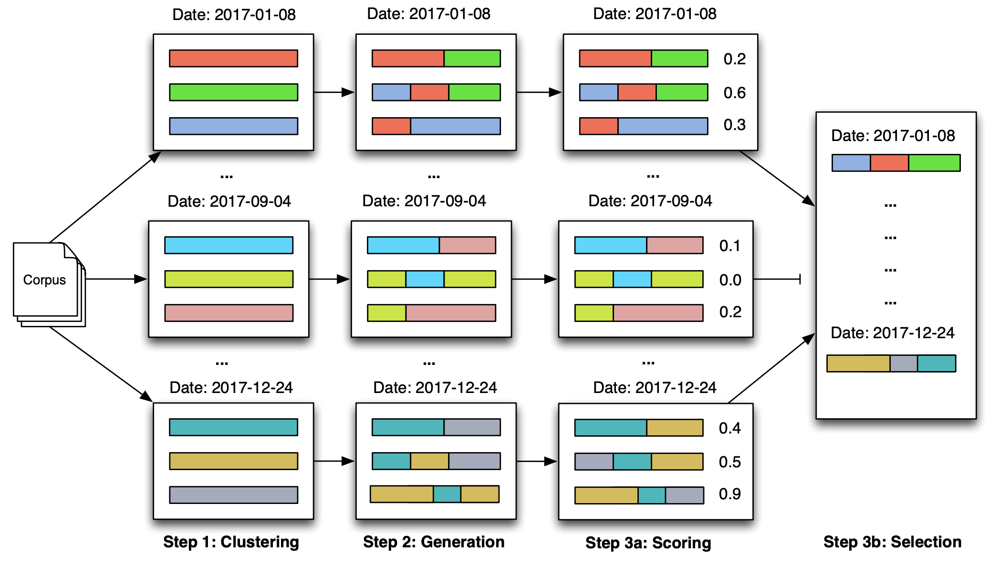 Date: 2017-01-08
Date: 2017-01-08
Date: 2017-01-08
0.2
0.6
0.3
...
...
...
Date: 2017-09-04
Date: 2017-09-04
Date: 2017-09-04
0.1
0.0
0.2
Corpus
...
...
...
Date: 2017-12-24
Date: 2017-12-24
Date: 2017-12-24
0.4
0.5
0.9
Date: 2017-01-08
...
...
...
...
Date: 2017-12-24
Step 1: Clustering
Step 2: Generation
Step 3a: Scoring
Step 3b: Selection